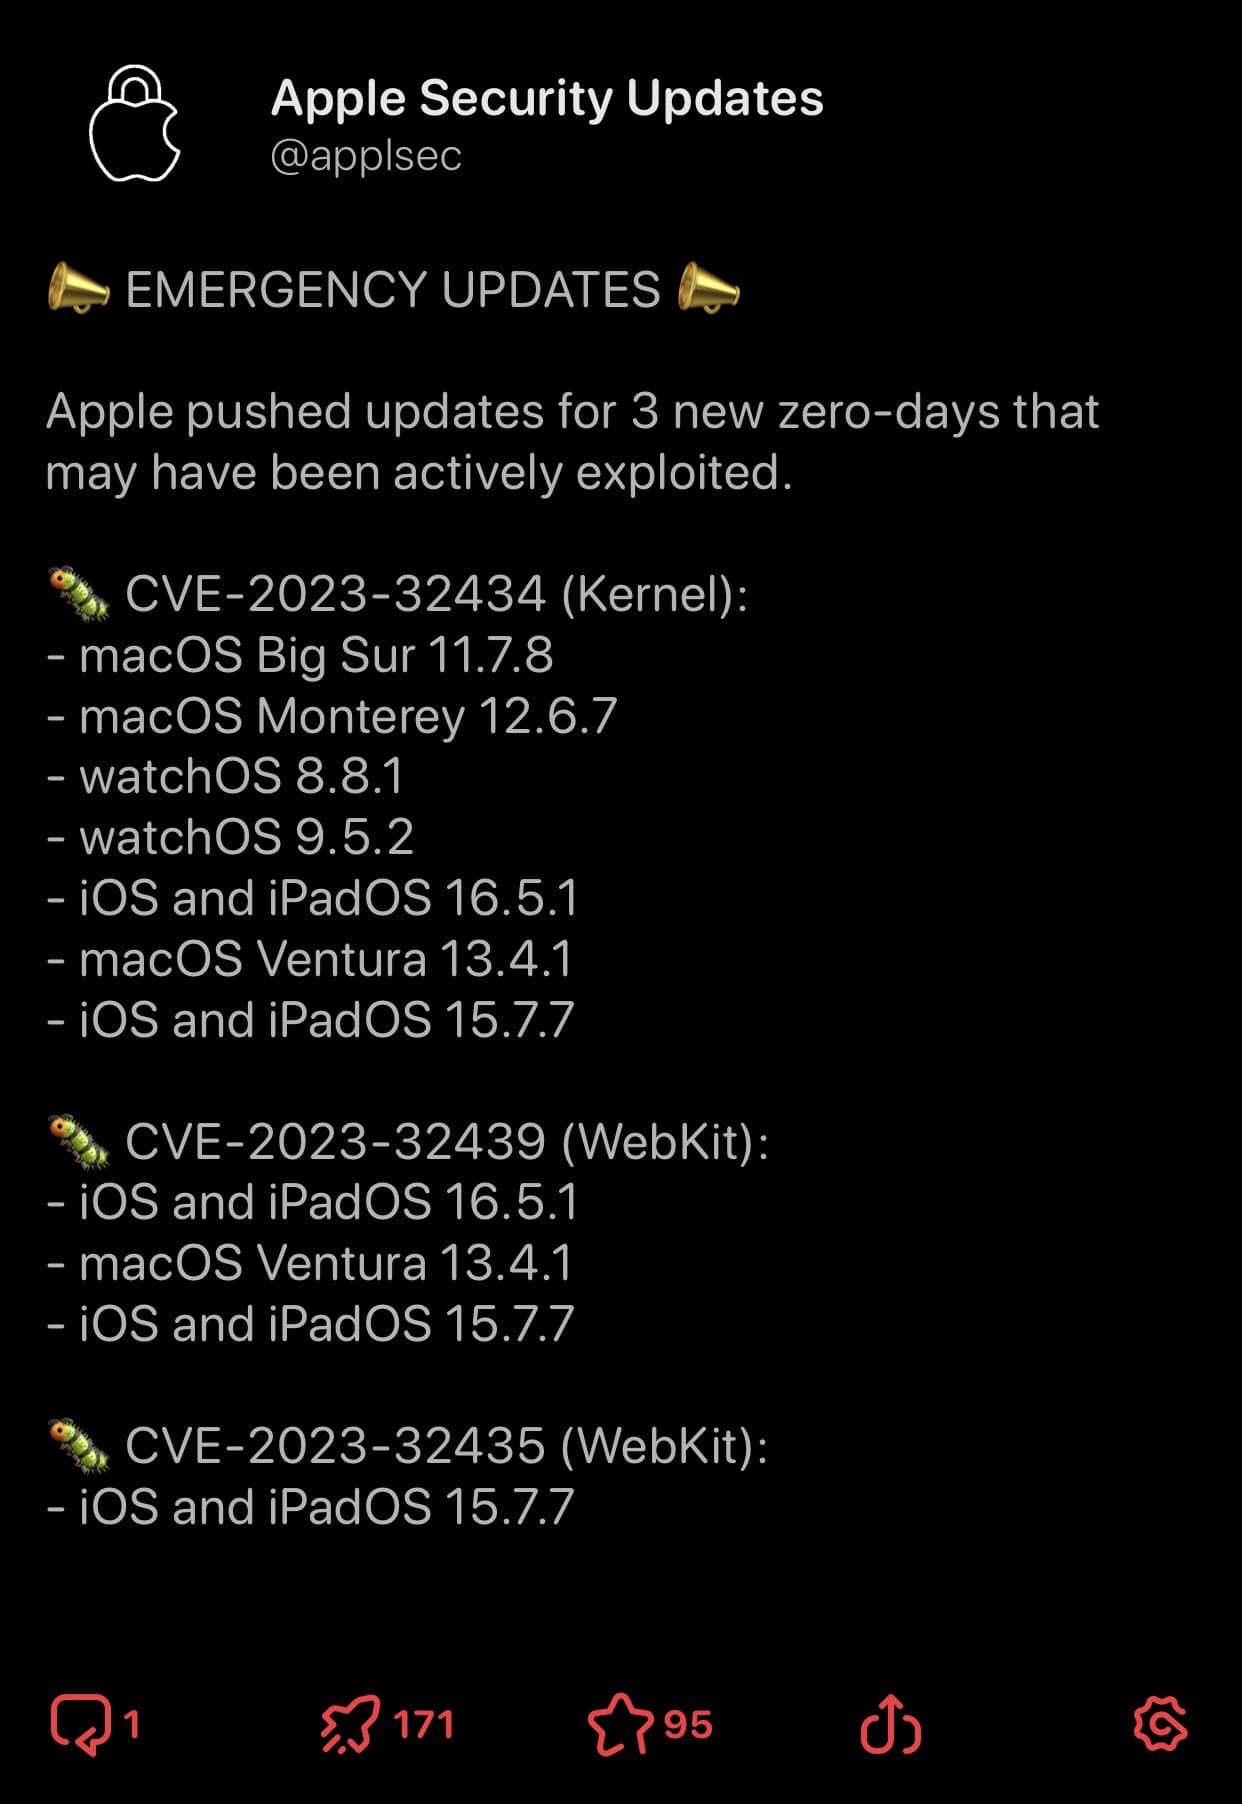 Apple Security Updates
@applsec
📣 EMERGENCY UPDATES 📣
Apple pushed updates for 3 new zero-days that
may have been actively exploited.
🐛 CVE-2023-32434 (Kernel):
- macOS Big Sur 11.7.8
- macOS Monterey 12.6.7
- watchOS 8.8.1
- watchOS 9.5.2
- iOS and iPadOS 16.5.1
- macOS Ventura 13.4.1
- iOS and iPadOS 15.7.7
🐛 CVE-2023-32439 (WebKit):
- iOS and iPadOS 16.5.1
- macOS Ventura 13.4.1
- iOS and iPadOS 15.7.7
🐛 CVE-2023-32435 (WebKit):
- iOS and iPadOS 15.7.7
1 171 95